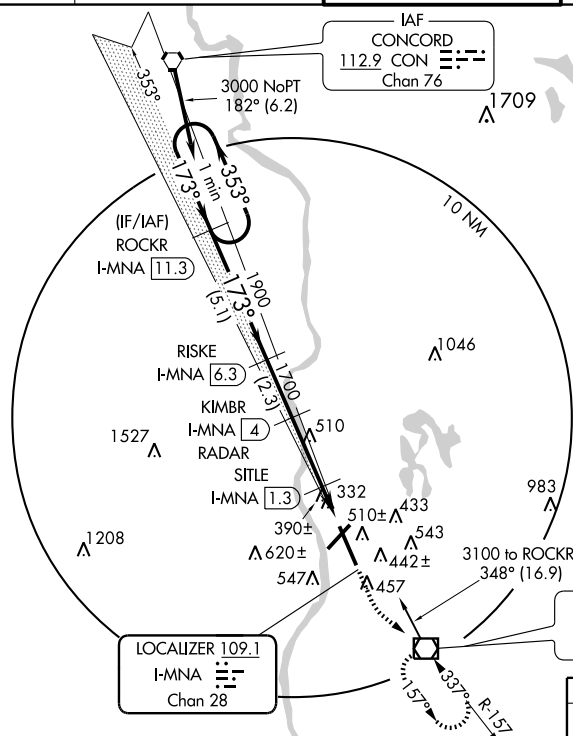 IAF
CONCORD
112.9 CON
Chan 76
353°
3000 NoPT
182° (6.2)
1709
1 min
173°
353°
10 NM
(IF/IAF)
ROCKR
I-MNA 11.3
1900
173°
(5.1)
1046
RISKE
I-MNA 6.3
1700
(2.3)
KIMBR
I-MNA 4
RADAR
510
1527
SITLE
I-MNA 1.3
332
983
390±
510±
433
543
1208
620±
442±
3100 to ROCKR
348° (16.9)
547
457
LOCALIZER 109.1
I-MNA
Chan 28
157°
337°
R-157